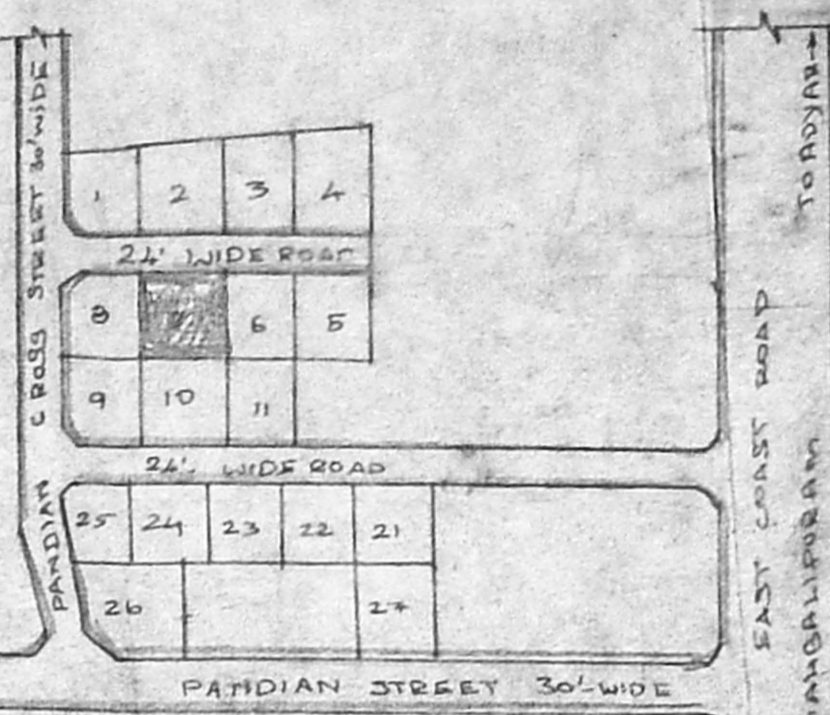 PANDIAN CROSS STREET 30' WIDE
TO ADYAR
1 2 3 4
24' WIDE ROAD
8 7 6 5
9 10 11
24' WIDE ROAD
25 24 23 22 21
26 27
PANDIAN STREET 30'-WIDE
EAST COAST ROAD